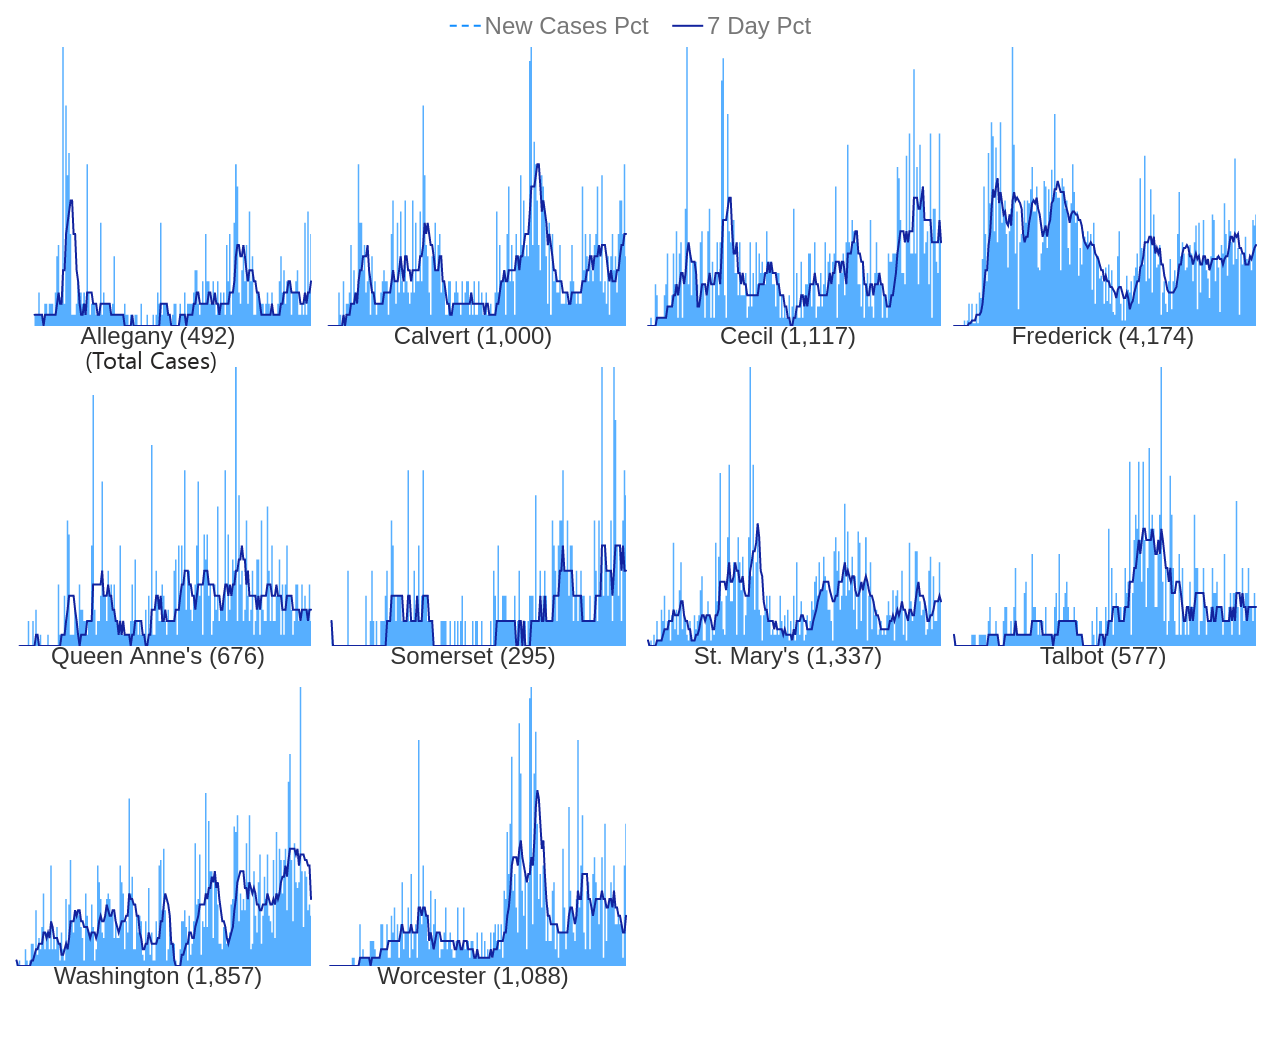 New Cases Pct 7 Day Pct
Allegany (492) Calvert (1,000) Cecil (1,117) Frederick (4,174)
(Total Cases)
Queen Anne's (676) Somerset (295) St. Mary's (1,337) Talbot (577)
Washington (1,857) Worcester (1,088)